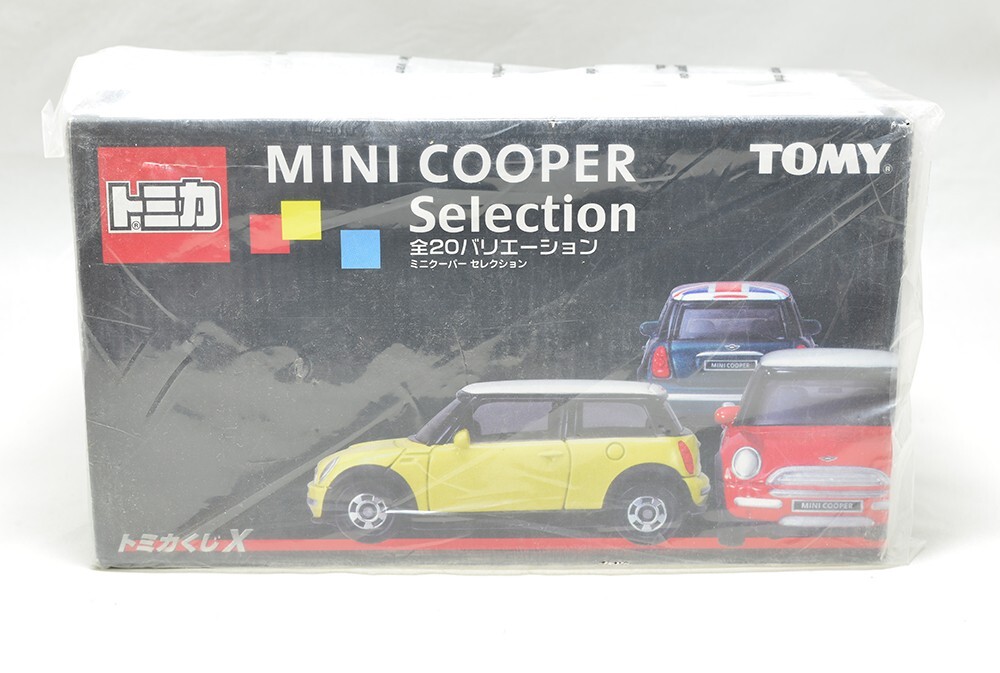 トミカ®
MINI COOPER
Selection
全20バリエーション
ミニクーパー セレクション
TOMY®
MINI COOPER
MINI COOPER
トミカくじX